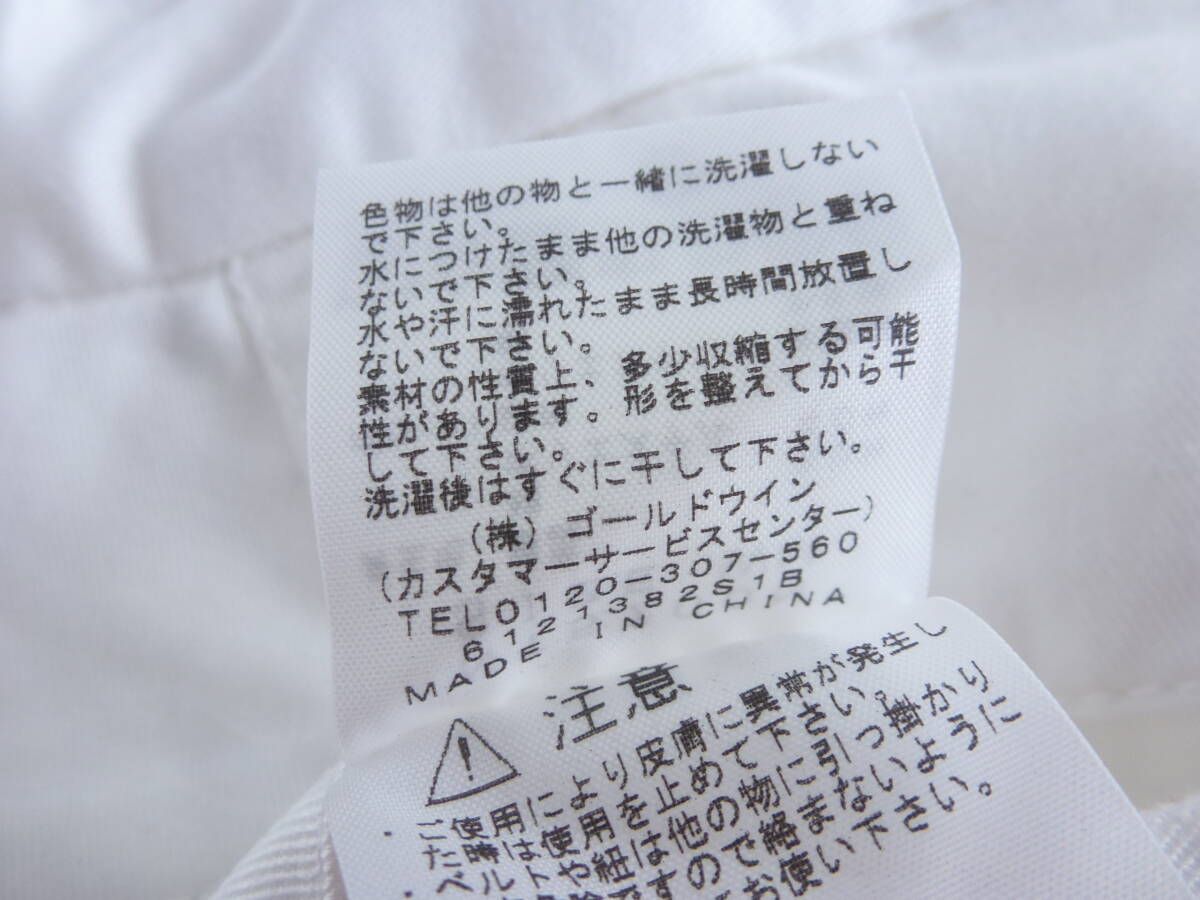 色物は他の物と一緒に洗濯しない
で下さい。
水につけたまま他の洗濯物と重ね
ないで下さい。
水や汗に濡れたまま長時間放置し
ないで下さい。
素材の性質上、多少収縮する可能
性があります。形を整えてから干
して下さい。
洗濯後はすぐに干して下さい。
(株)ゴールドウイン
(カスタマーサービスセンター)
TEL0120-307-560
6121382S1B
MADE IN CHINA
注意
・ご使用により皮膚に異常が発生し
た時は使用を止めて下さい。
・ベルトや紐は他の物に引っ掛かり
ですので絡まないように
お使い下さい。